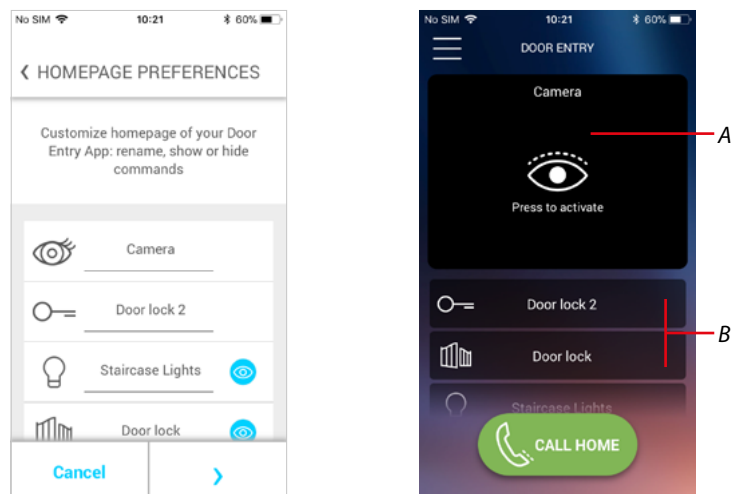 No SIM 10:21 60%
HOMEPAGE PREFERENCES
Customize homepage of your Door
Entry App: rename, show or hide
commands
Camera
Door lock 2
Staircase Lights
Door lock
Cancel
No SIM 10:21 60%
DOOR ENTRY
Camera
A
Press to activate
Door lock 2
B
Door lock
Staircase Lights
CALL HOME